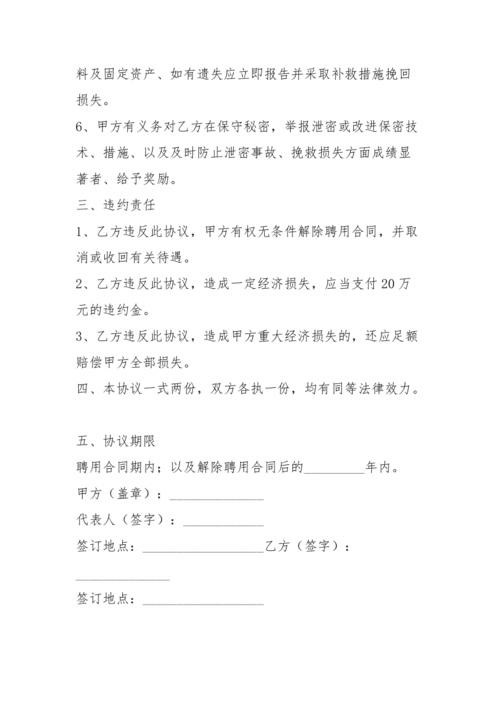 料及固定资产、如有遗失应立即报告并采取补救措施挽回
损失。
6、甲方有义务对乙方在保守秘密，举报泄密或改进保密技
术、措施、以及及时防止泄密事故、挽救损失方面成绩显
著者、给予奖励。
三、违约责任
1、乙方违反此协议，甲方有权无条件解除聘用合同，并取
消或收回有关待遇。
2、乙方违反此协议，造成一定经济损失，应当支付20万
元的违约金。
3、乙方违反此协议，造成甲方重大经济损失的，还应足额
赔偿甲方全部损失。
四、本协议一式两份，双方各执一份，均有同等法律效力。
五、协议期限
聘用合同期内；以及解除聘用合同后的_________年内。
甲方（盖章）：______________
代表人（签字）：____________
签订地点：__________________乙方（签字）：
______________
签订地点：__________________